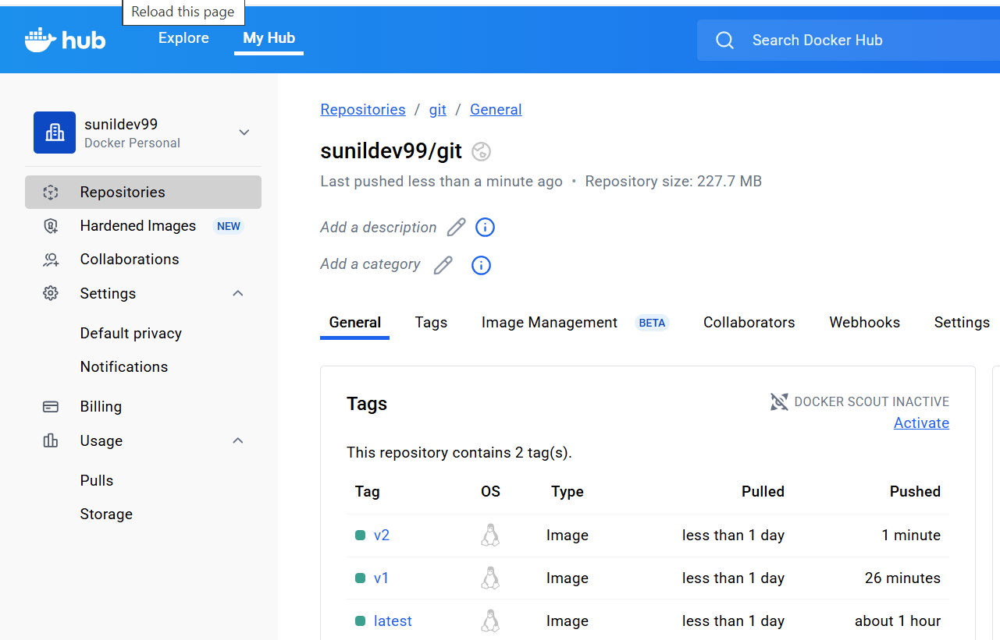 Reload this page
hub
Explore
My Hub
Search Docker Hub
sunildev99
Docker Personal
Repositories
Hardened Images NEW
Collaborations
Settings
Default privacy
Notifications
Billing
Usage
Pulls
Storage
Repositories / git / General
sunildev99/git
Last pushed less than a minute ago • Repository size: 227.7 MB
Add a description
Add a category
General Tags Image Management BETA Collaborators Webhooks Settings
Tags
DOCKER SCOUT INACTIVE
Activate
This repository contains 2 tag(s).
Tag OS Type Pulled Pushed
v2 Image less than 1 day 1 minute
v1 Image less than 1 day 26 minutes
latest Image less than 1 day about 1 hour